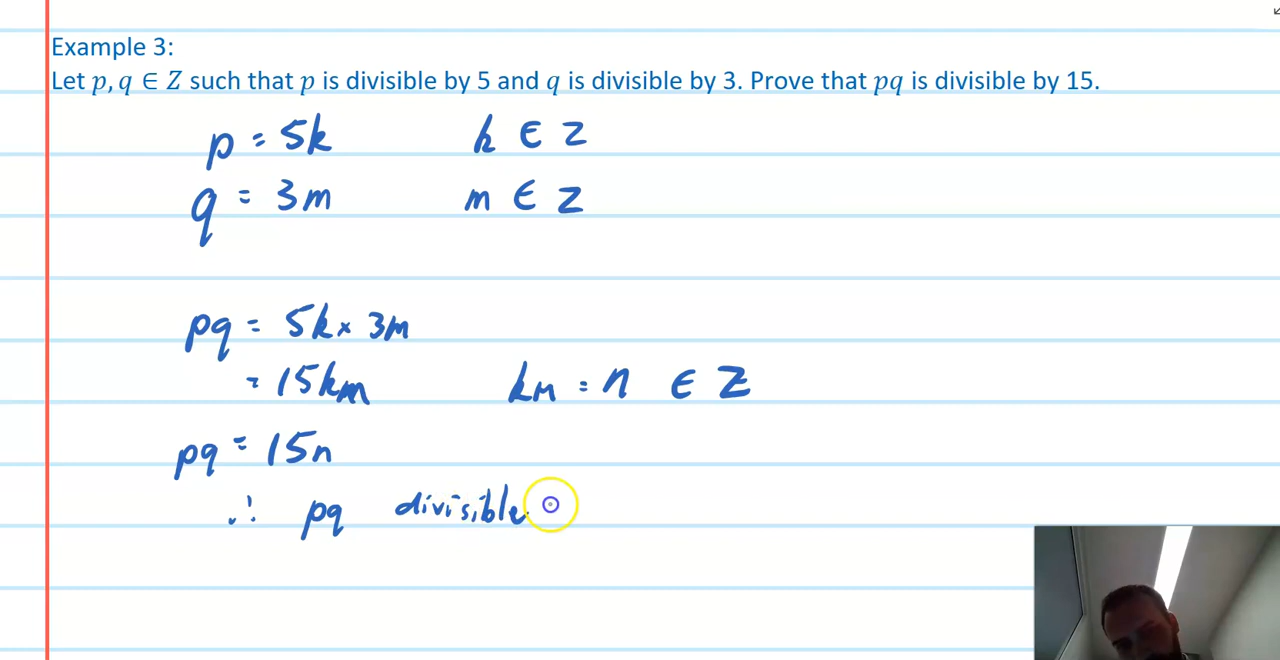 Example 3:
Let p, q ∈ Z such that p is divisible by 5 and q is divisible by 3. Prove that pq is divisible by 15.
p = 5k k ∈ Z
q = 3m m ∈ Z
pq = 5k × 3m
= 15km km = n ∈ Z
pq = 15n
∴ pq divisible